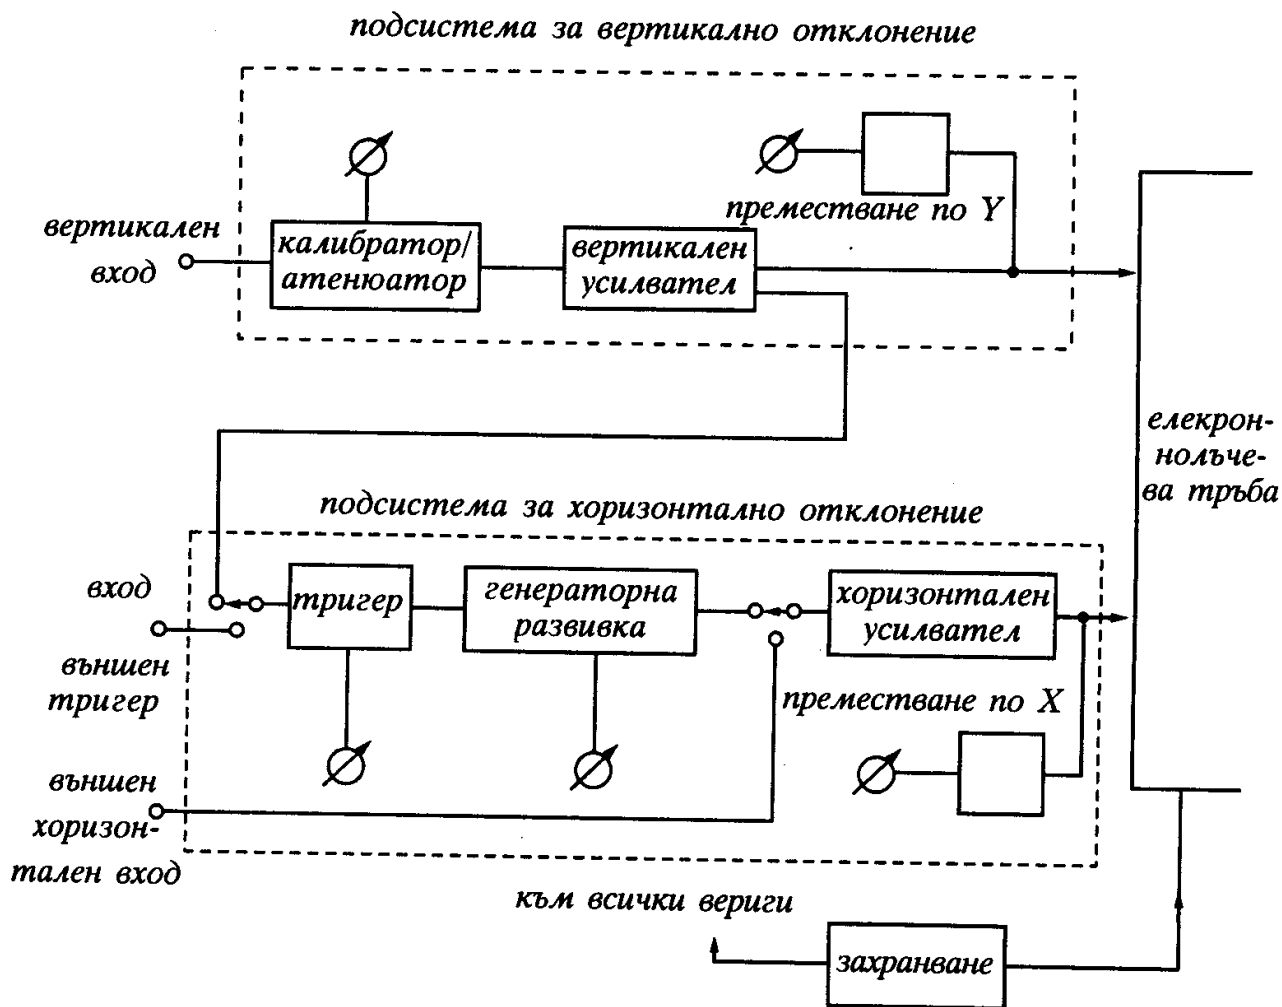 подсистема за вертикално отклонение
преместване по Y
вертикален
вход
калибратор/
атенюатор
вертикален
усилвател
елекрон-
нолъче-
ва тръба
подсистема за хоризонтално отклонение
вход
външен
тригер
тригер
генераторна
развивка
хоризонтален
усилвател
преместване по X
външен
хоризон-
тален вход
към всички вериги
захранване